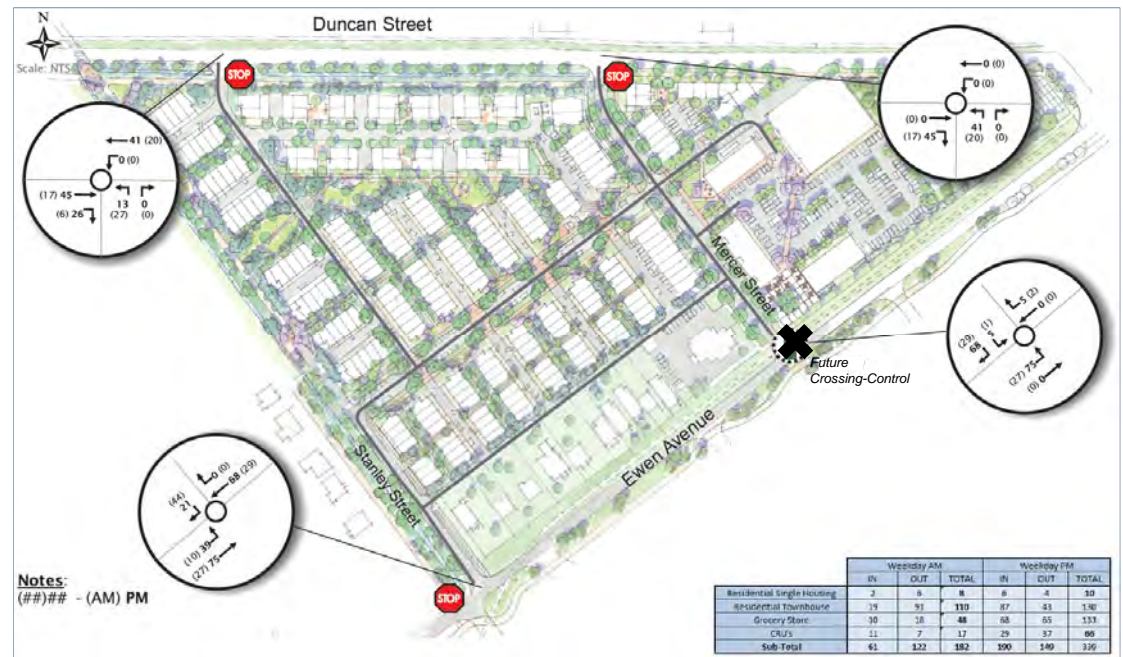 N
Duncan Street
Scale: NTS
STOP
STOP
41 (20)
0 (0)
(17) 45
(6) 26
13
(27)
0
(0)
0 (0)
0 (0)
(0) 0
(17) 45
41
(20)
0
(0)
Mercer Street
5 (2)
0 (0)
(1)
5
(29)
68
(27) 75
(0) 0
Future
Crossing-Control
Ewen Avenue
Stanley Street
0 (0)
68 (29)
(44)
21
(10) 39
(27) 75
STOP
Notes:
(##)## - (AM) PM
Weekday AM Weekday PM
IN OUT TOTAL IN OUT TOTAL
Residential Single Housing 2 6 8 6 4 10
Residential Townhouse 19 91 110 87 43 130
Grocery Store 30 18 48 68 65 133
CRU's 11 7 17 29 37 66
Sub-Total 61 122 182 190 149 339